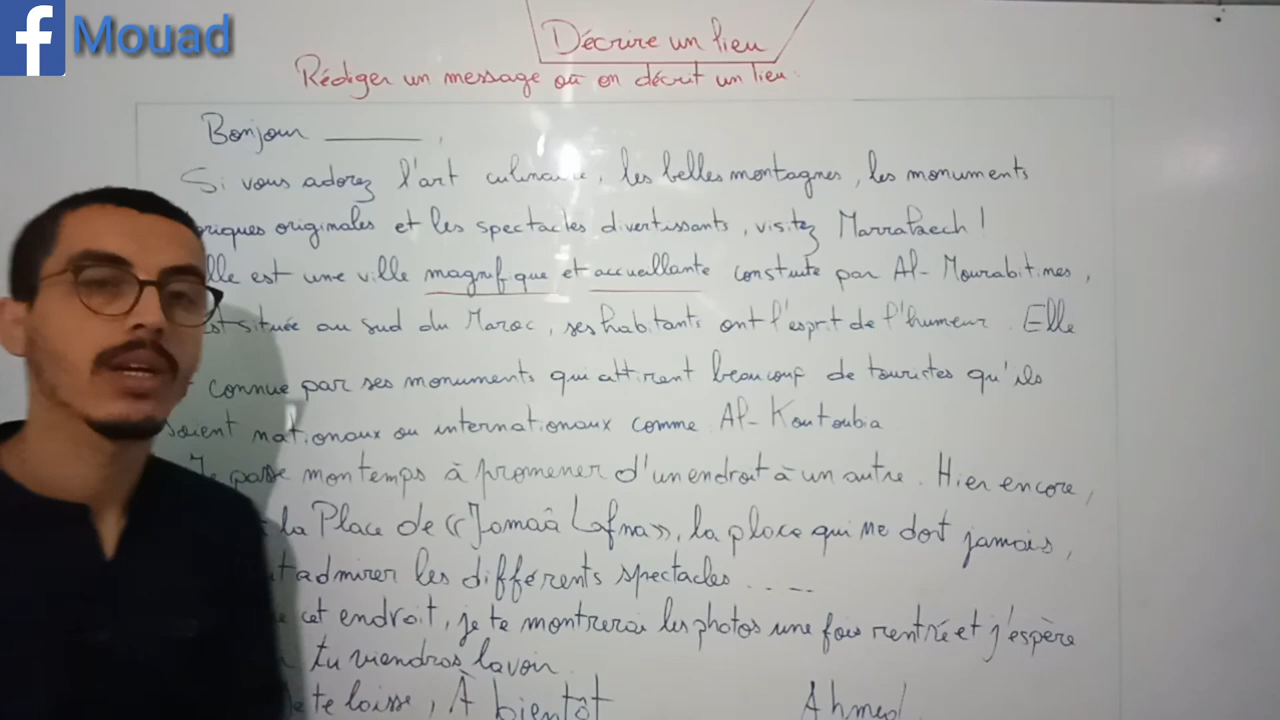 f Mouad
Décrire un lieu
Rédiger un message où on décrit un lieu.
Bonjour ________,
Si vous adorez l'art culinaire, les belles montagnes, les monuments
originales et les spectacles divertissants, visitez Marrakech !
est une ville magnifique et accueillante construite par Al-Mourabitines,
située au sud du Maroc, ses habitants ont l'esprit de l'humeur. Elle
connue par ses monuments qui attirent beaucoup de touristes qu'ils
soient nationaux ou internationaux comme Al-Koutoubia
Je passe mon temps à promener d'un endroit à un autre. Hier encore,
la Place de «Jamaâ Lafna», la place qui ne dort jamais,
admirer les différents spectacles .....
cet endroit, je te montrerai les photos une fois rentré et j'espère
tu viendras la voir.
te laisse, À bientôt
Ahmed